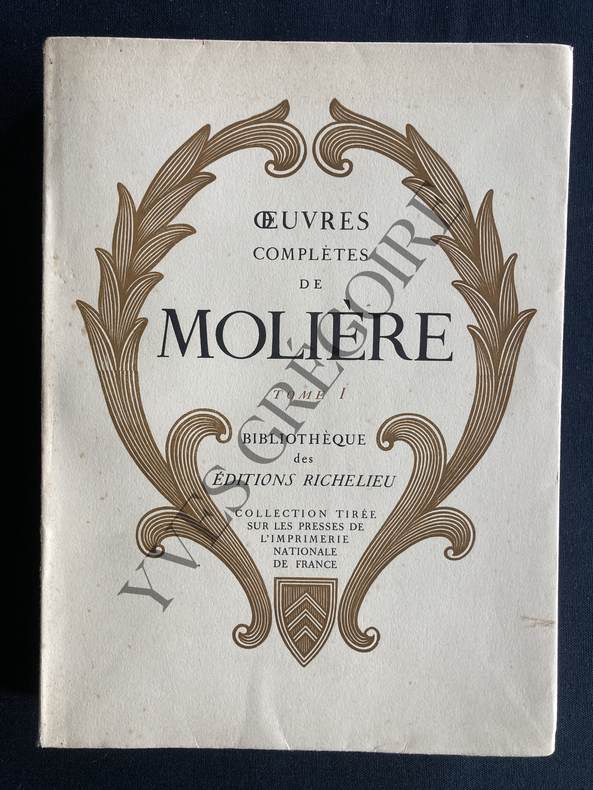 ŒUVRES
COMPLÈTES
DE
MOLIÈRE
TOME I
BIBLIOTHÈQUE
des
ÉDITIONS RICHELIEU
COLLECTION TIRÉE
SUR LES PRESSES DE
L'IMPRIMERIE
NATIONALE
DE FRANCE
YVES GRÉGOIRE